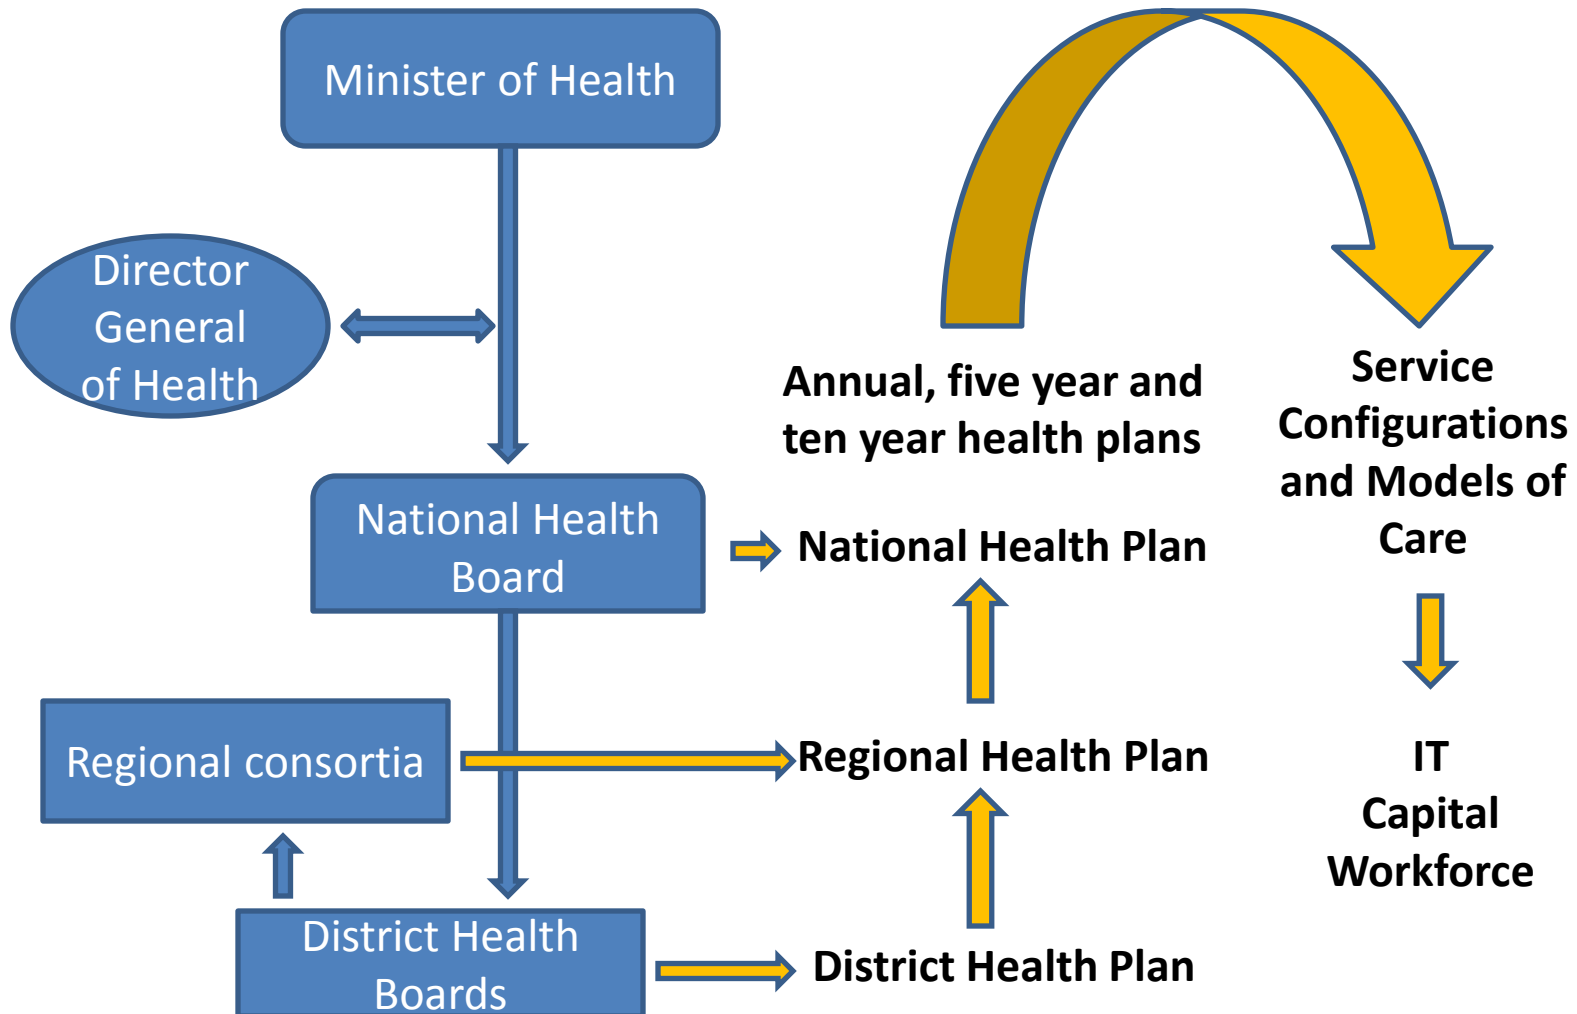 Minister of Health
Director
General
of Health
National Health
Board
Regional consortia
District Health
Boards
Annual, five year and
ten year health plans
National Health Plan
Regional Health Plan
District Health Plan
Service
Configurations
and Models of
Care
IT
Capital
Workforce